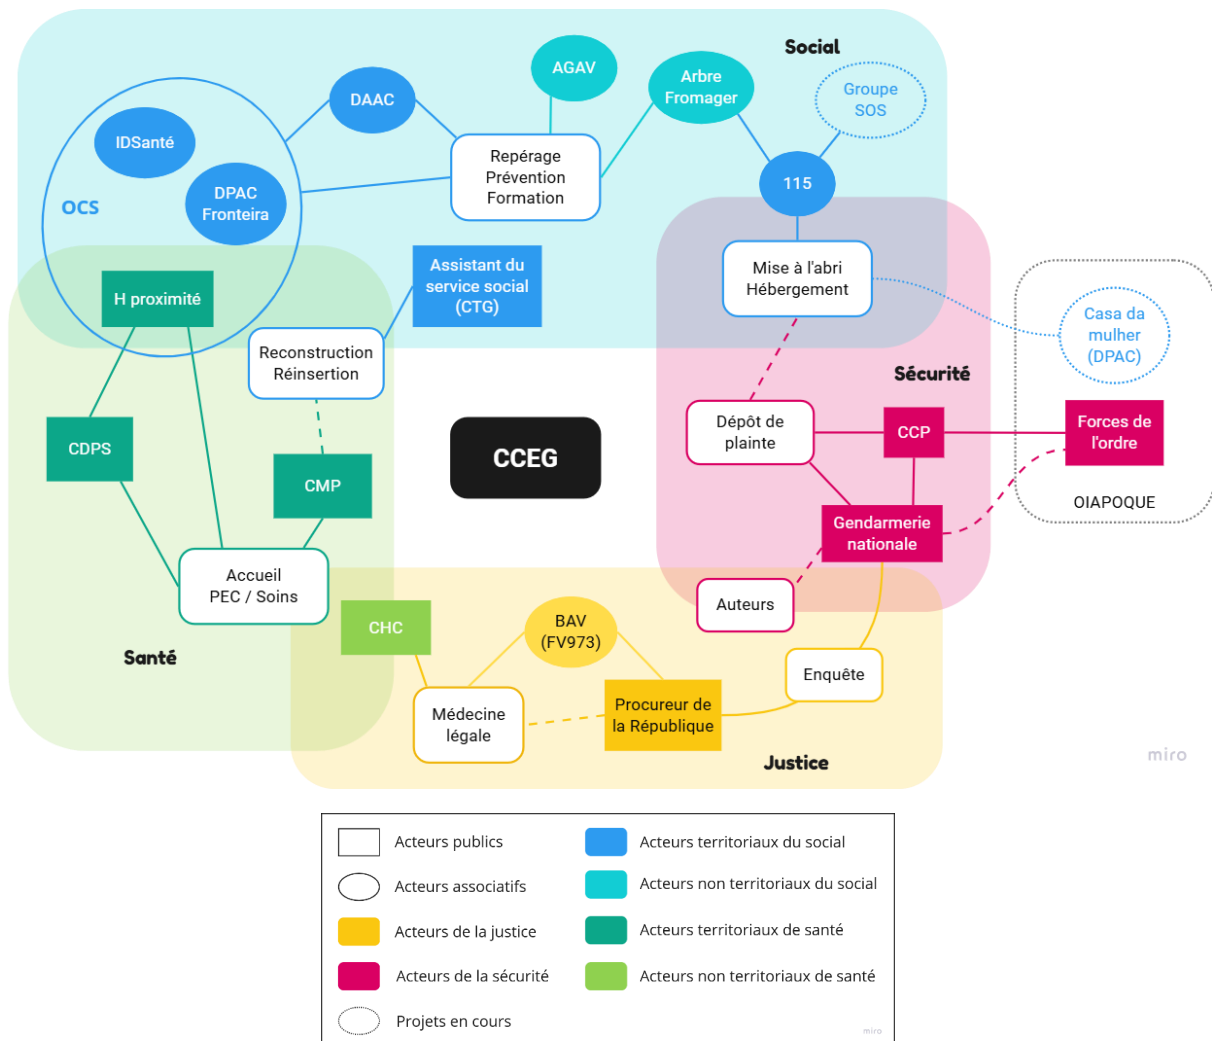 Social
AGAV
Arbre
Fromager
Groupe
SOS
DAAC
IDSanté
DPAC
Fronteira
OCS
Repérage
Prévention
Formation
115
Assistant du
service social
(CTG)
Mise à l'abri
Hébergement
H proximité
Reconstruction
Réinsertion
Casa da
mulher
(DPAC)
Sécurité
Dépôt de
plainte
CCP
Forces de
l'ordre
CDPS
CMP
CCEG
OIAPOQUE
Gendarmerie
nationale
Accueil
PEC / Soins
Auteurs
CHC
BAV
(FV973)
Santé
Enquête
Médecine
légale
Procureur de
la République
Justice
miro
Acteurs publics
Acteurs territoriaux du social
Acteurs associatifs
Acteurs non territoriaux du social
Acteurs de la justice
Acteurs territoriaux de santé
Acteurs de la sécurité
Acteurs non territoriaux de santé
Projets en cours
miro